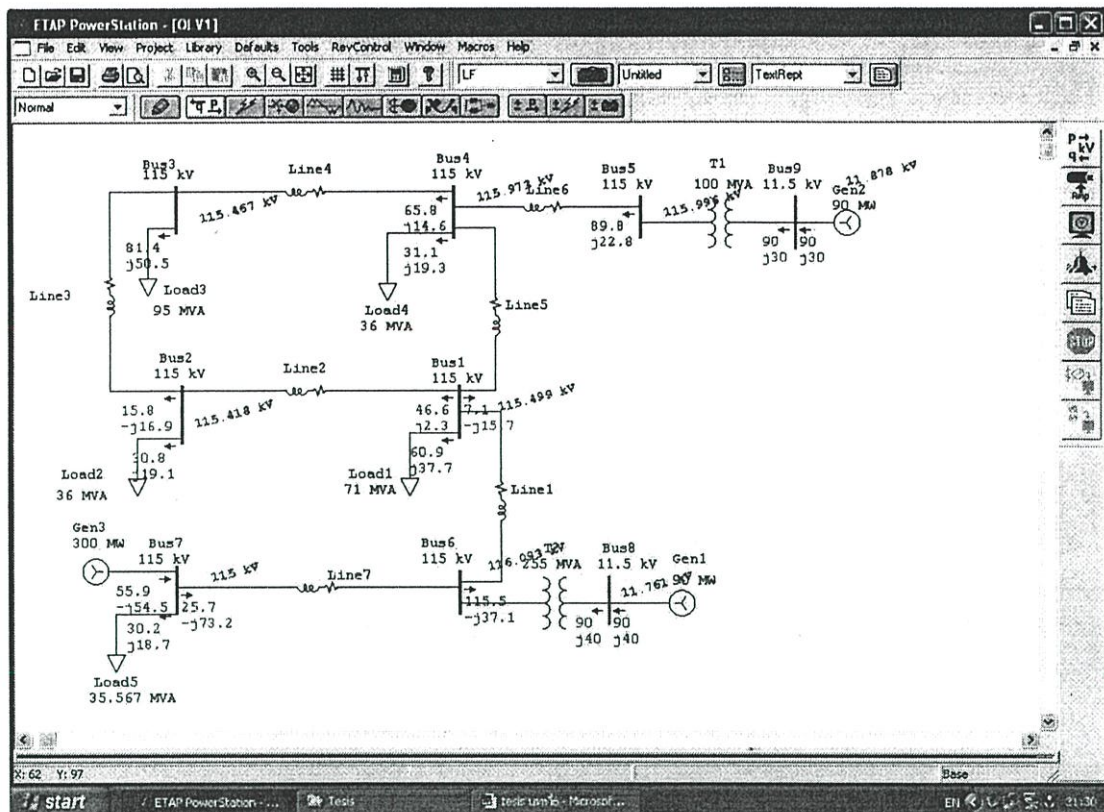 ETAP PowerStation - [OLV1]
File Edit View Project Library Defaults Tools RevControl Window Macros Help
LF Untitled TextRept
Normal
Bus3
115 kV
Line4
115.467 kV
Bus4
115 kV
115.973 kV
Line6
Bus5
115 kV
T1
100 MVA
115.996 kV
Bus9
11.5 kV
11.878 kV
Gen2
90 MW
65.8
j14.6
31.1
j19.3
89.8
j22.8
90 90
j30 j30
81.4
j50.5
Load3
95 MVA
Line3
Load4
36 MVA
Line5
Bus2
115 kV
Line2
115.418 kV
Bus1
115 kV
115.499 kV
15.8
-j16.9
30.8
46.6 7.1
j2.3 -j15.7
60.9
j37.7
Load2
36 MVA
Load1
71 MVA
Line1
Gen3
300 MW
Bus7
115 kV
115 kV
Line7
Bus6
115 kV
116.093 kV
255 MVA
Bus8
11.5 kV
11.761 kV
Gen1
90 MW
55.9
-j54.5
25.7
-j73.2
30.2
j18.7
115.5
-j37.1
90 90
j40 j40
Load5
35.567 MVA
P
kV
q
Amp
STOP
X: 62 Y: 97 Base
start ETAP PowerStation - ... Tesis EN 21:30